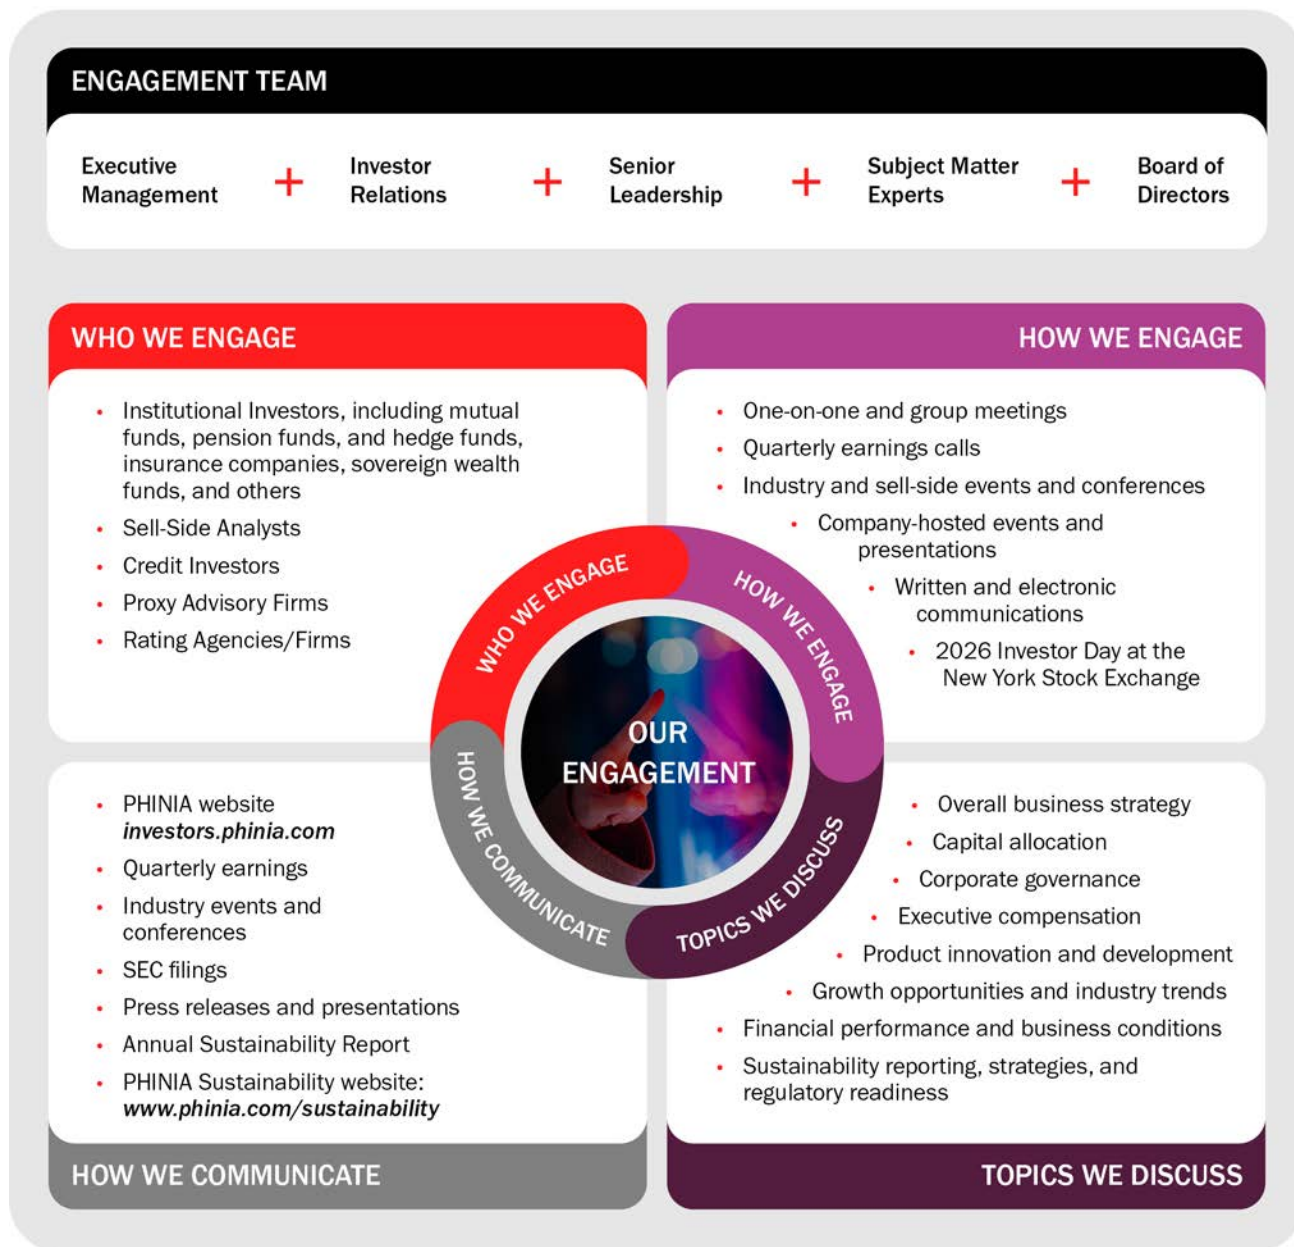 ENGAGEMENT TEAM
Executive
Management
+
Investor
Relations
+
Senior
Leadership
+
Subject Matter
Experts
+
Board of
Directors
WHO WE ENGAGE
• Institutional Investors, including mutual
funds, pension funds, and hedge funds,
insurance companies, sovereign wealth
funds, and others
• Sell-Side Analysts
• Credit Investors
• Proxy Advisory Firms
• Rating Agencies/Firms
HOW WE ENGAGE
• One-on-one and group meetings
• Quarterly earnings calls
• Industry and sell-side events and conferences
• Company-hosted events and
presentations
• Written and electronic
communications
• 2026 Investor Day at the
New York Stock Exchange
WHO WE ENGAGE
HOW WE ENGAGE
OUR
ENGAGEMENT
HOW WE COMMUNICATE
TOPICS WE DISCUSS
• PHINIA website
investors.phinia.com
• Quarterly earnings
• Industry events and
conferences
• SEC filings
• Press releases and presentations
• Annual Sustainability Report
• PHINIA Sustainability website:
www.phinia.com/sustainability
HOW WE COMMUNICATE
• Overall business strategy
• Capital allocation
• Corporate governance
• Executive compensation
• Product innovation and development
• Growth opportunities and industry trends
• Financial performance and business conditions
• Sustainability reporting, strategies, and
regulatory readiness
TOPICS WE DISCUSS